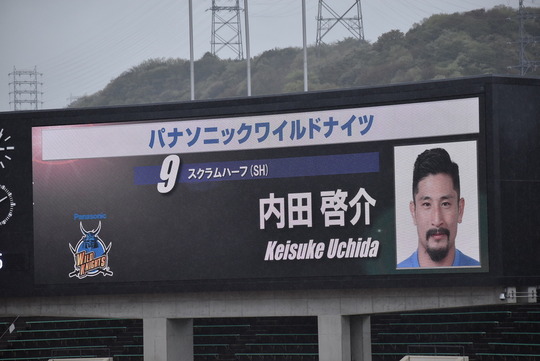 パナソニックワイルドナイツ
9 スクラムハーフ(SH)
内田 啓介
Keisuke Uchida
Panasonic
WILD KNIGHTS